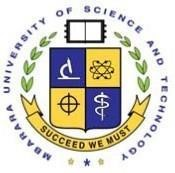 MBARARA UNIVERSITY OF SCIENCE AND TECHNOLOGY
SUCCEED WE MUST